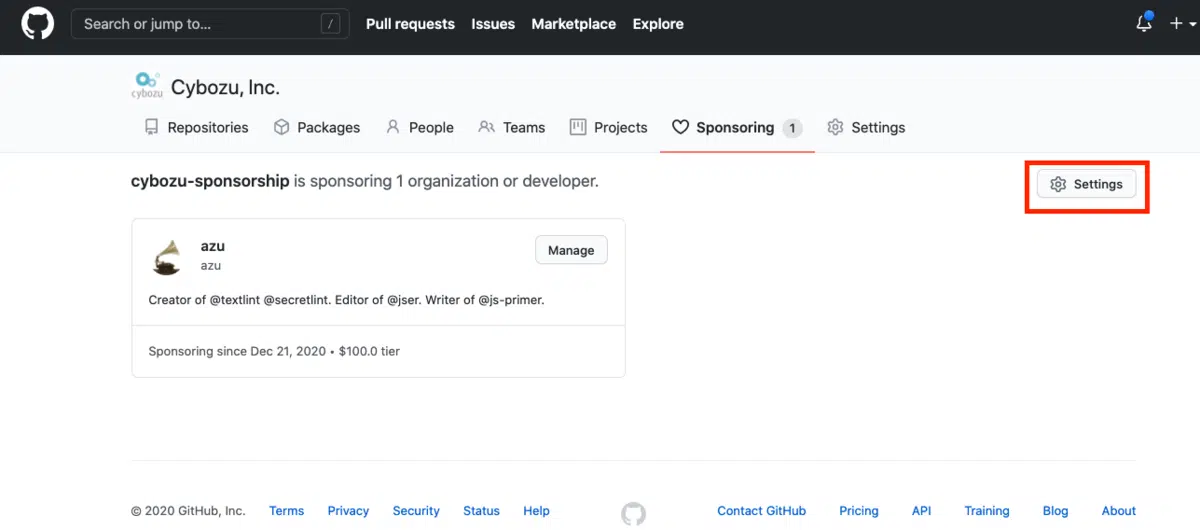 Search or jump to... / Pull requests Issues Marketplace Explore
cybozu Cybozu, Inc.
Repositories Packages People Teams Projects Sponsoring 1 Settings
cybozu-sponsorship is sponsoring 1 organization or developer.
Settings
azu
azu
Manage
Creator of @textlint @secretlint. Editor of @jser. Writer of @js-primer.
Sponsoring since Dec 21, 2020 • $100.0 tier
© 2020 GitHub, Inc. Terms Privacy Security Status Help Contact GitHub Pricing API Training Blog About